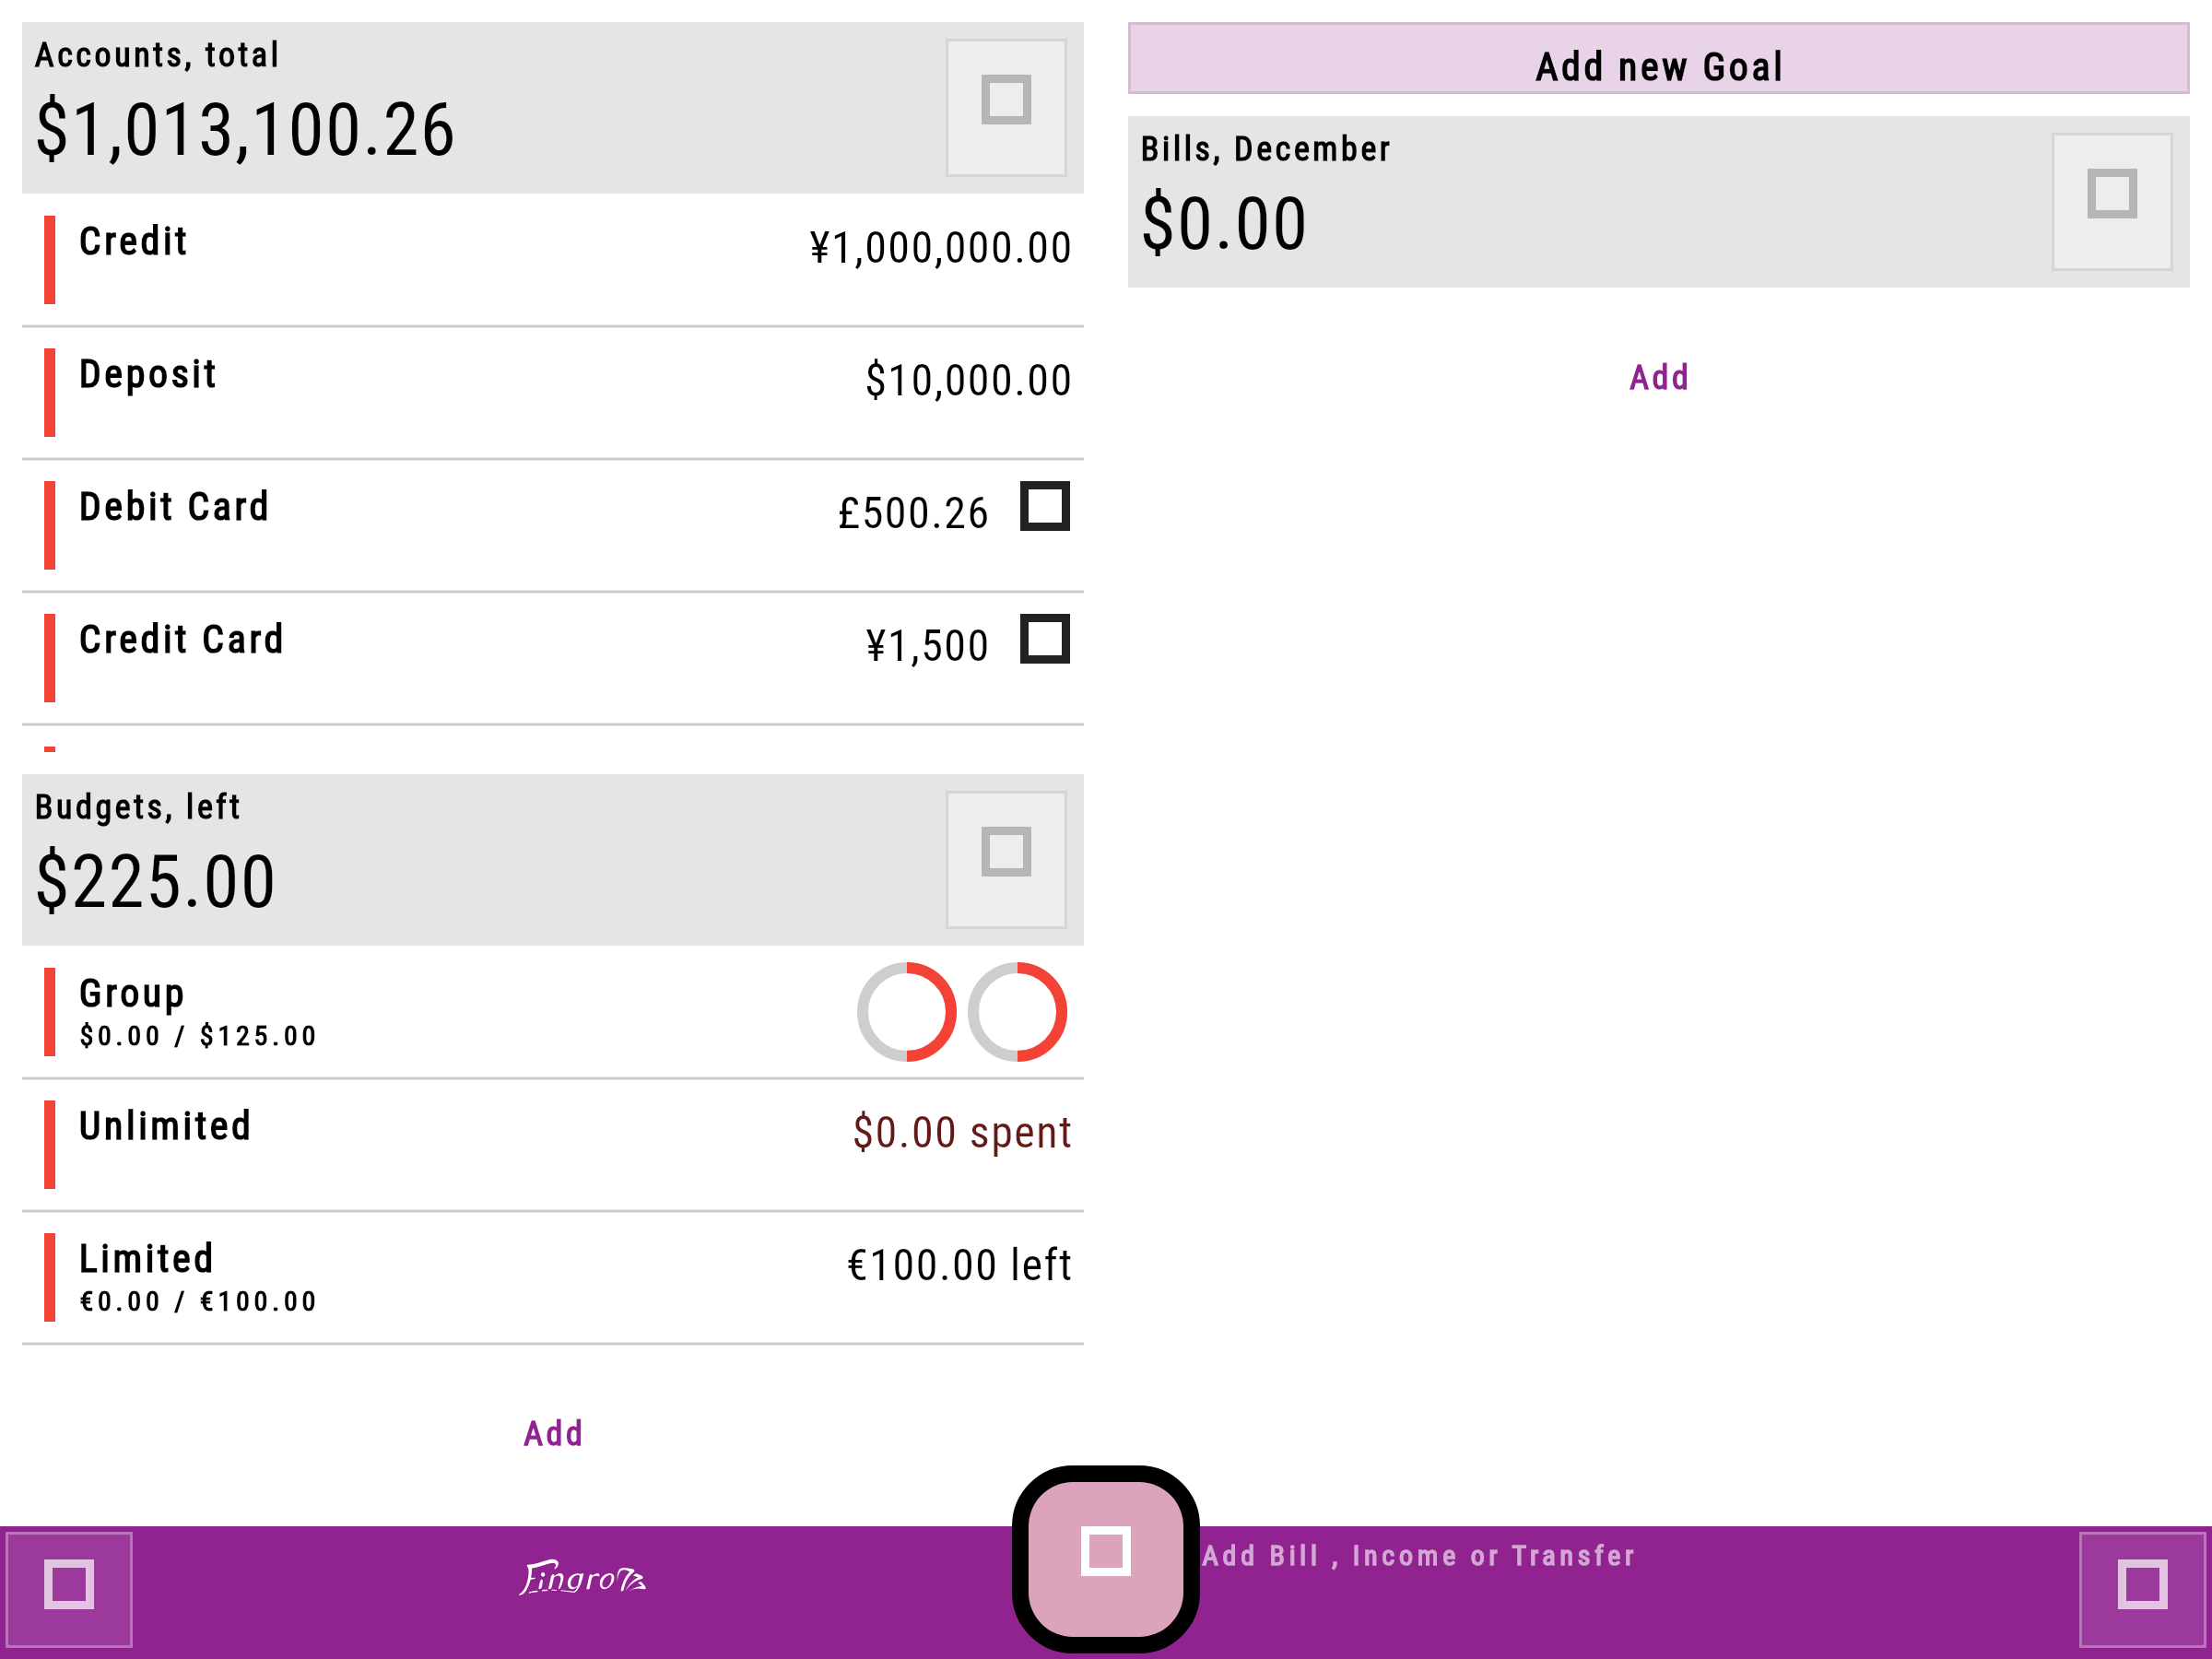 Accounts, total
$1,013,100.26
Credit
¥1,000,000.00
Deposit
$10,000.00
Debit Card
£500.26
Credit Card
¥1,500
Budgets, left
$225.00
Group
$0.00 / $125.00
Unlimited
$0.00 spent
Limited
€0.00 / €100.00
€100.00 left
Add
Add new Goal
Bills, December
$0.00
Add
Fingro
Add Bill , Income or Transfer